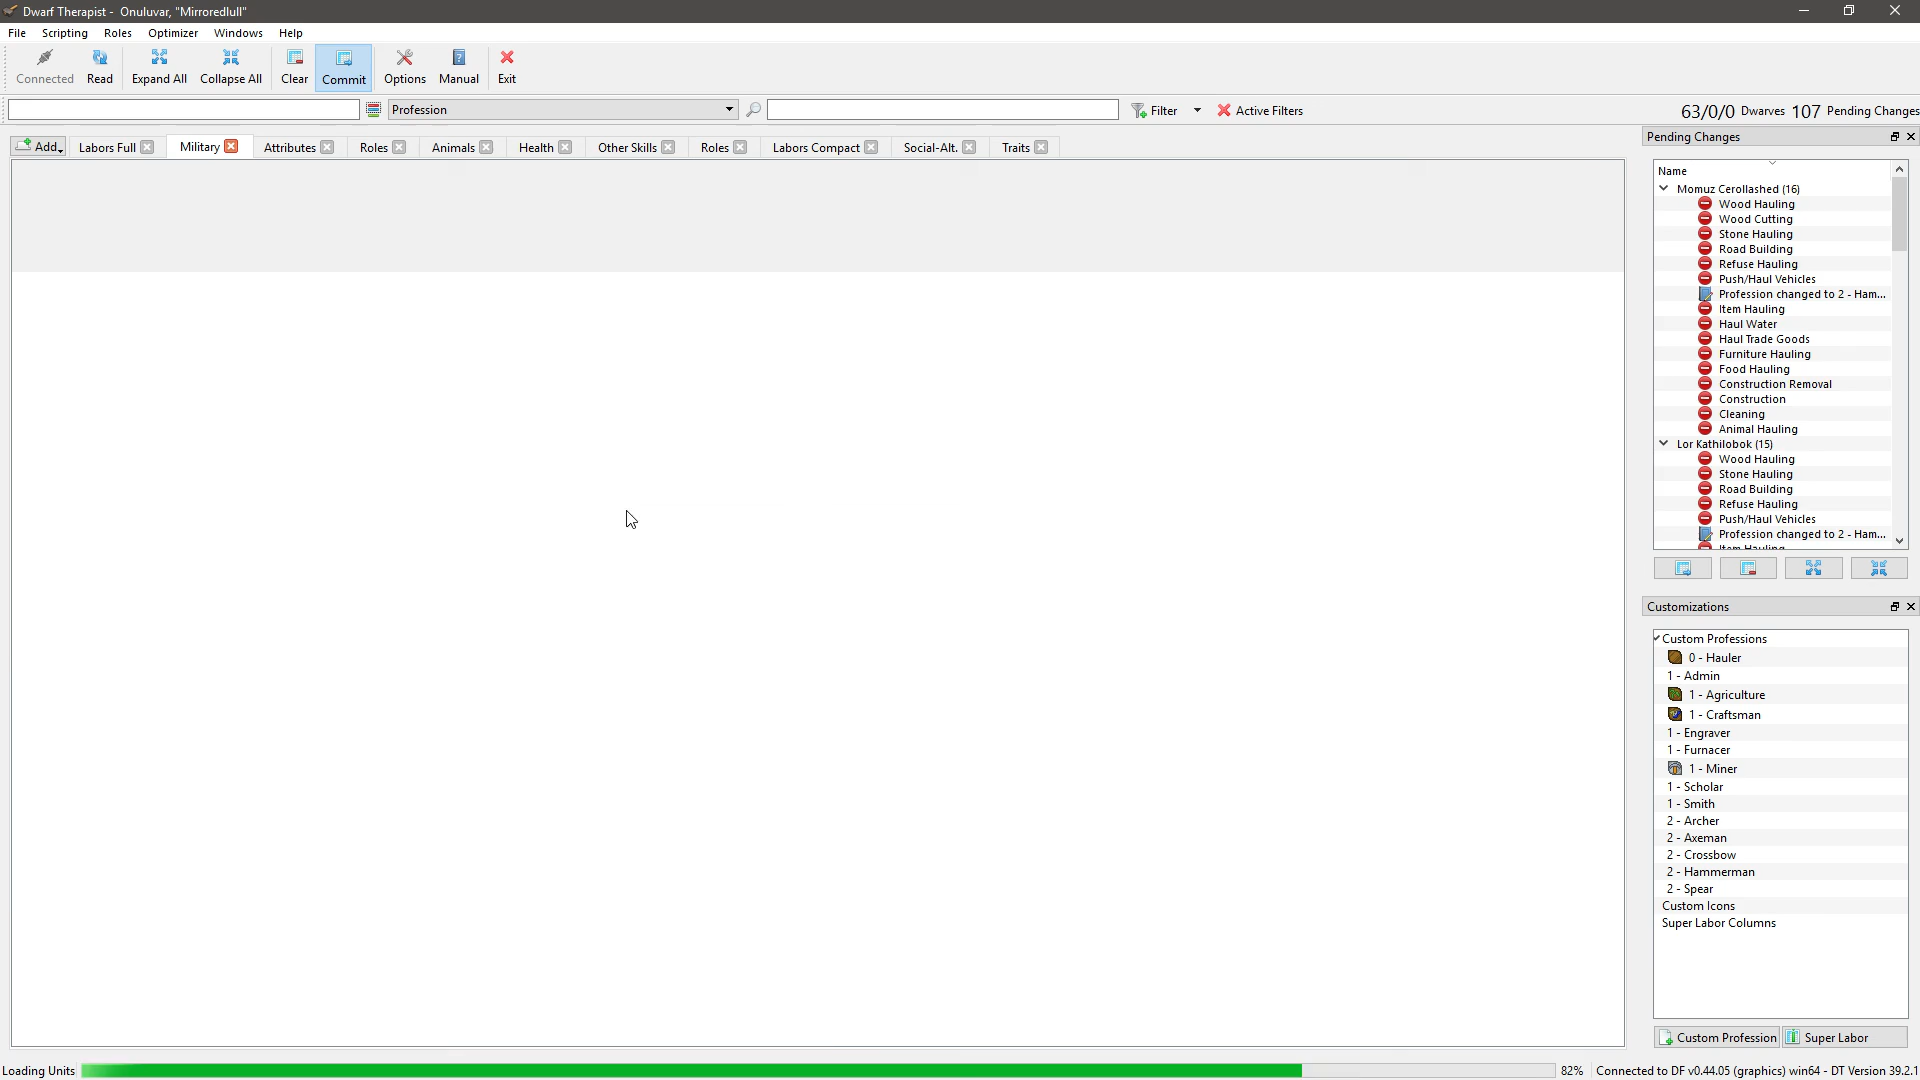 Dwarf Therapist - Onuluvar, "Mirroredlull"
File Scripting Roles Optimizer Windows Help
Connected Read Expand All Collapse All Clear Commit Options Manual Exit
Profession Filter Active Filters 63/0/0 Dwarves 107 Pending Changes
Add Labors Full Military Attributes Roles Animals Health Other Skills Roles Labors Compact Social-Alt. Traits
Pending Changes
Name
Momuz Cerollashed (16)
Wood Hauling
Wood Cutting
Stone Hauling
Road Building
Refuse Hauling
Push/Haul Vehicles
Profession changed to 2 - Ham...
Item Hauling
Haul Water
Haul Trade Goods
Furniture Hauling
Food Hauling
Construction Removal
Construction
Cleaning
Animal Hauling
Lor Kathilobok (15)
Wood Hauling
Stone Hauling
Road Building
Refuse Hauling
Push/Haul Vehicles
Profession changed to 2 - Ham...
Item Hauling
Customizations
Custom Professions
0 - Hauler
1 - Admin
1 - Agriculture
1 - Craftsman
1 - Engraver
1 - Furnacer
1 - Miner
1 - Scholar
1 - Smith
2 - Archer
2 - Axeman
2 - Crossbow
2 - Hammerman
2 - Spear
Custom Icons
Super Labor Columns
Custom Profession Super Labor
Loading Units 82% Connected to DF v0.44.05 (graphics) win64 - DT Version 39.2.1